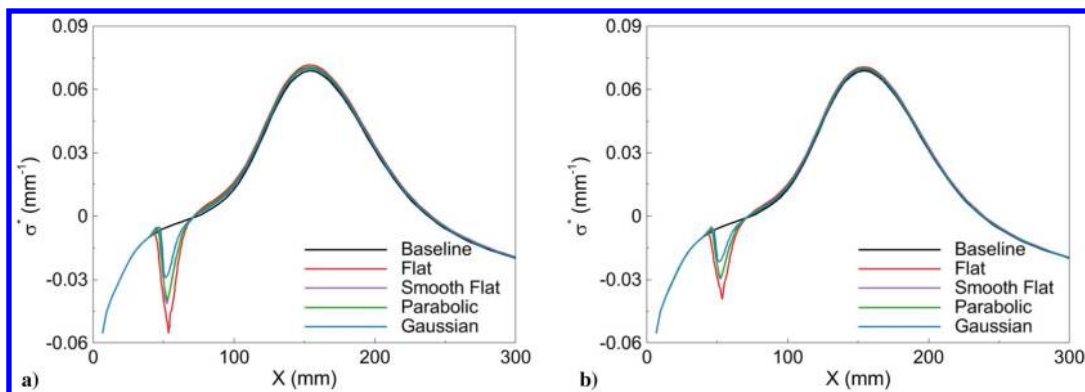 0.09
0.06
0.03
0
-0.03
-0.06
σ* (mm-1)
Baseline
Flat
Smooth Flat
Parabolic
Gaussian
0 100 200 300
a) X (mm)
0.09
0.06
0.03
0
-0.03
-0.06
σ* (mm-1)
Baseline
Flat
Smooth Flat
Parabolic
Gaussian
0 100 200 300
b) X (mm)